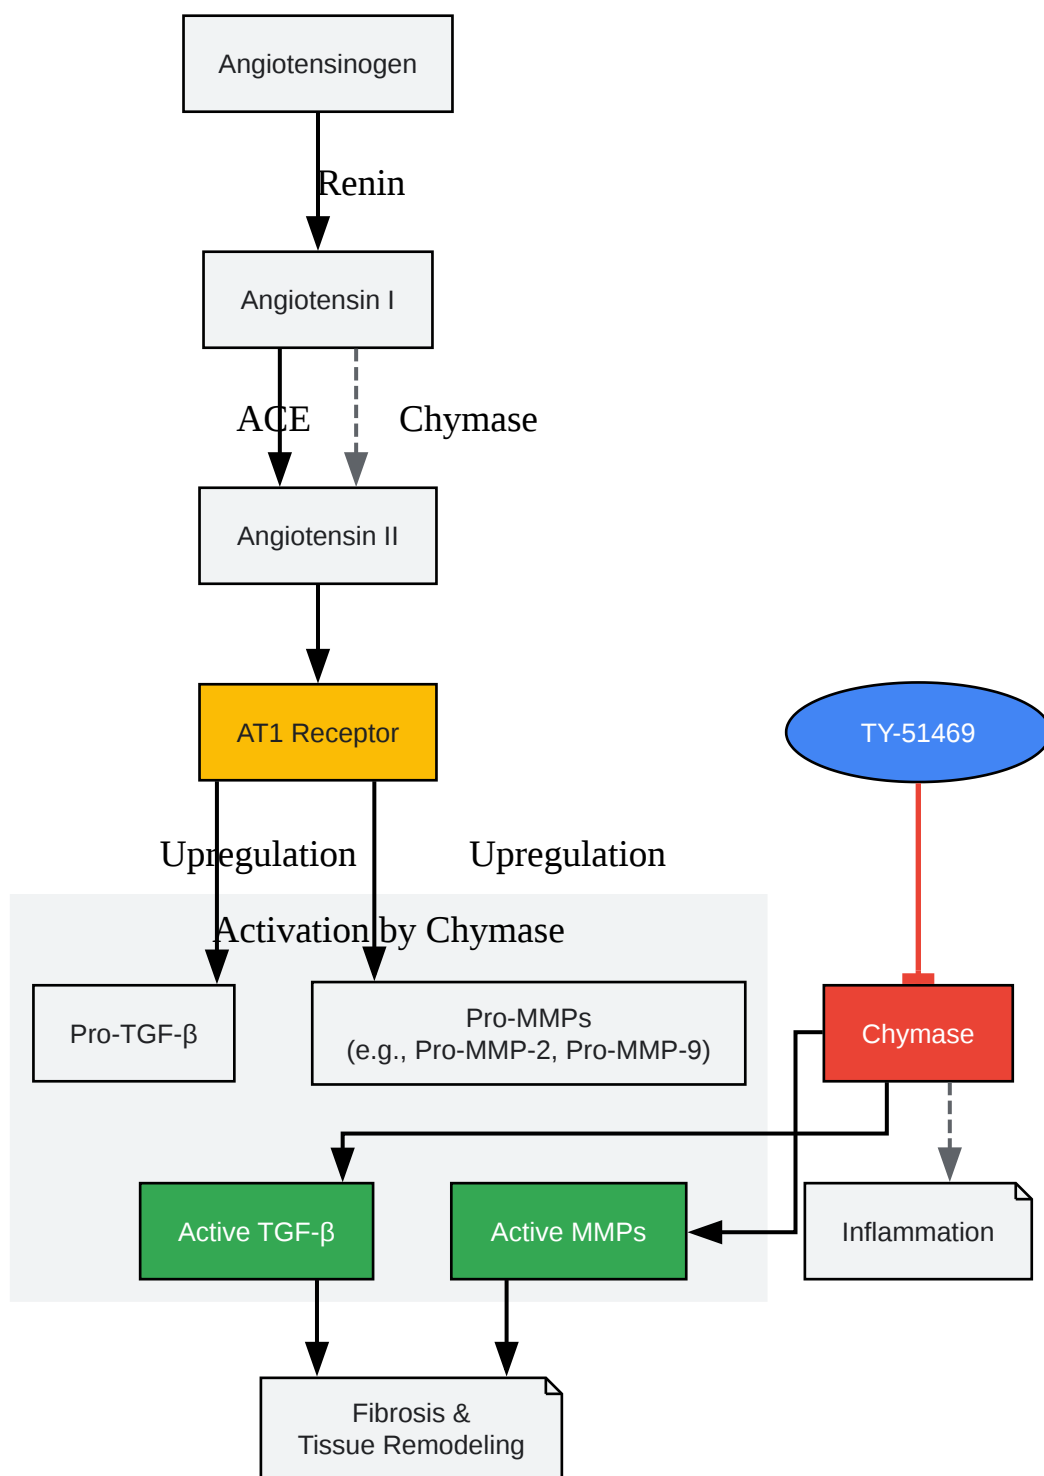 Angiotensinogen
Renin
Angiotensin I
ACE
Chymase
Angiotensin II
AT1 Receptor
TY-51469
Upregulation
Upregulation
Activation by Chymase
Pro-TGF-β
Pro-MMPs
(e.g., Pro-MMP-2, Pro-MMP-9)
Chymase
Active TGF-β
Active MMPs
Inflammation
Fibrosis &
Tissue Remodeling